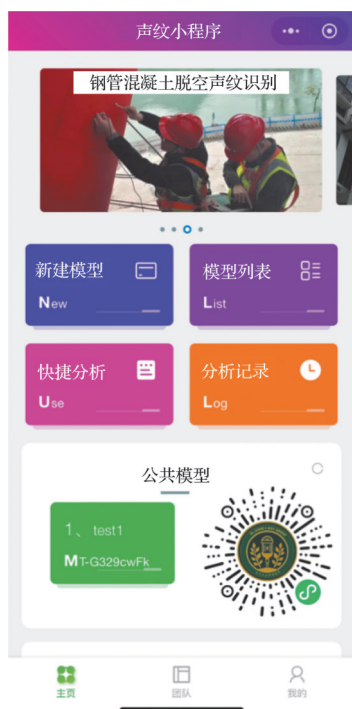 声纹小程序
钢管混凝土脱空声纹识别
新建模型
New
模型列表
List
快捷分析
Use
分析记录
Log
公共模型
1、test1
MT-G329cwFk
主页
团队
我的